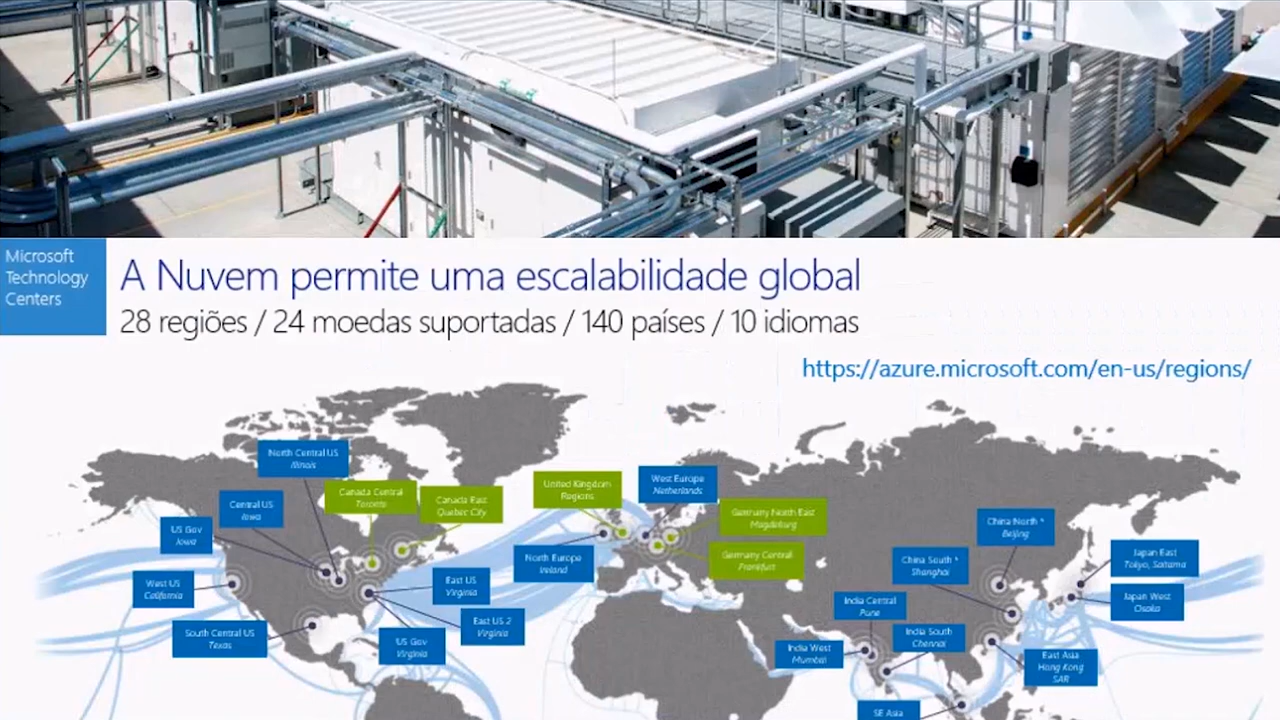 Microsoft
Technology
Centers
A Nuvem permite uma escalabilidade global
28 regiões / 24 moedas suportadas / 140 países / 10 idiomas
https://azure.microsoft.com/en-us/regions/
North Central US
Illinois
Canada Central
Toronto
Canada East
Quebec City
United Kingdom
Regions
West Europe
Netherlands
Central US
Iowa
US Gov
Iowa
Germany North East
Magdeburg
China North *
Beijing
North Europe
Ireland
Germany Central
Frankfurt
China South *
Shanghai
Japan East
Tokyo, Saitama
West US
California
East US
Virginia
Japan West
Osaka
India Central
Pune
East US 2
Virginia
South Central US
Texas
US Gov
Virginia
India West
Mumbai
India South
Chennai
East Asia
Hong Kong
SAR
SE Asia